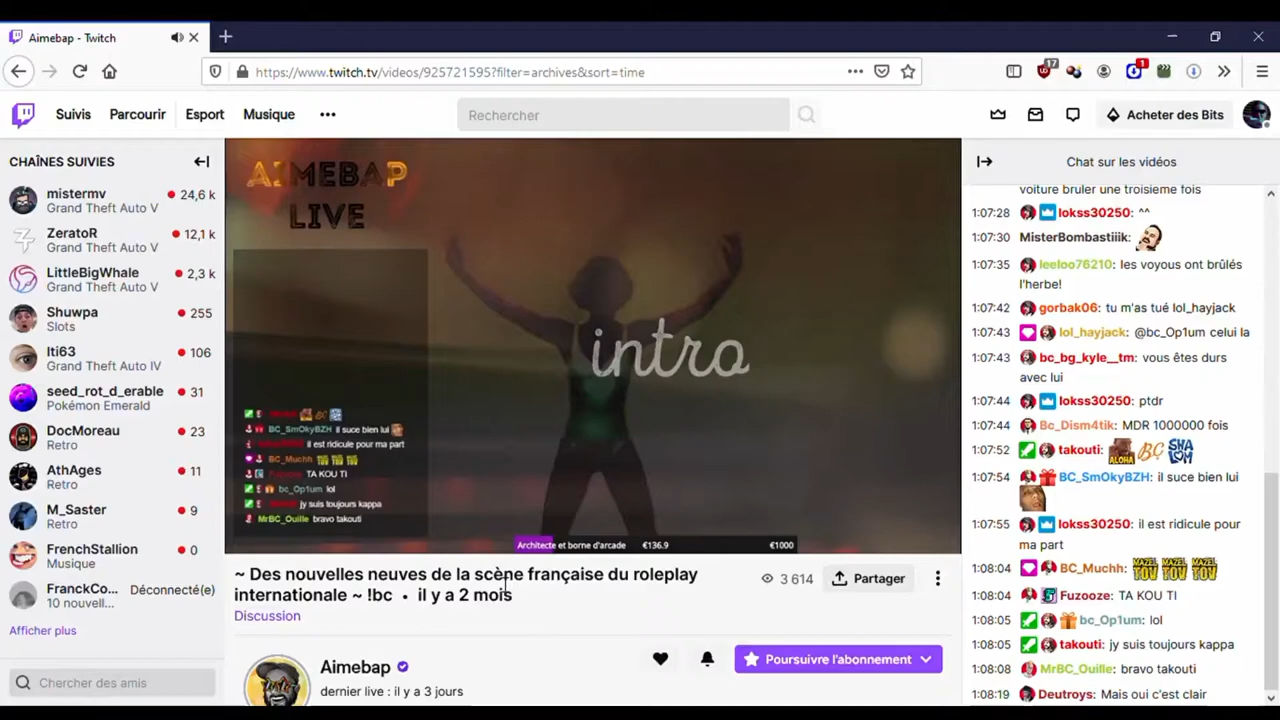 Aimebap - Twitch
https://www.twitch.tv/videos/925721595?filter=archives&sort=time
17
1
Suivis
Parcourir
Esport
Musique
Rechercher
Acheter des Bits
CHAÎNES SUIVIES
mistermv
24,6 k
Grand Theft Auto V
ZeratoR
12,1 k
Grand Theft Auto V
LittleBigWhale
2,3 k
Grand Theft Auto V
Shuwpa
255
Slots
Iti63
106
Grand Theft Auto IV
seed_rot_d_erable
31
Pokémon Emerald
DocMoreau
23
Retro
AthAges
11
Retro
M_Saster
9
Retro
FrenchStallion
0
Musique
FranckCo...
Déconnecté(e)
10 nouvell...
Afficher plus
Chercher des amis
AIMEBAP
LIVE
intro
BC_SmOkyBZH il suce bien lui
il est ridicule pour ma part
BC_Muchh
TA KOU TI
bc_Op1um lol
jy suis toujours kappa
MrBC_Ouille bravo takouti
Architecte et borne d'arcade
€136.9
€1000
~ Des nouvelles neuves de la scène française du roleplay
internationale ~ !bc • il y a 2 mois
3 614
Partager
Discussion
Aimebap
dernier live : il y a 3 jours
Poursuivre l'abonnement
Chat sur les vidéos
voiture bruler une troisieme fois
1:07:28 lokss30250: ^^
1:07:30 MisterBombastiiik:
1:07:35 leeloo76210: les voyous ont brûlés
l'herbe!
1:07:42 gorbak06: tu m'as tué lol_hayjack
1:07:43 lol_hayjack: @bc_Op1um celui la
1:07:43 bc_bg_kyle__tm: vous êtes durs
avec lui
1:07:44 lokss30250: ptdr
1:07:44 Bc_Dism4tik: MDR 1000000 fois
1:07:52 takouti: ALOHA BC SHALOM
1:07:54 BC_SmOkyBZH: il suce bien lui
1:07:55 lokss30250: il est ridicule pour
ma part
1:08:04 BC_Muchh: MAZEL TOV MAZEL TOV MAZEL TOV
1:08:04 Fuzooze: TA KOU TI
1:08:05 bc_Op1um: lol
1:08:05 takouti: jy suis toujours kappa
1:08:08 MrBC_Ouille: bravo takouti
1:08:19 Deutroys: Mais oui c'est clair